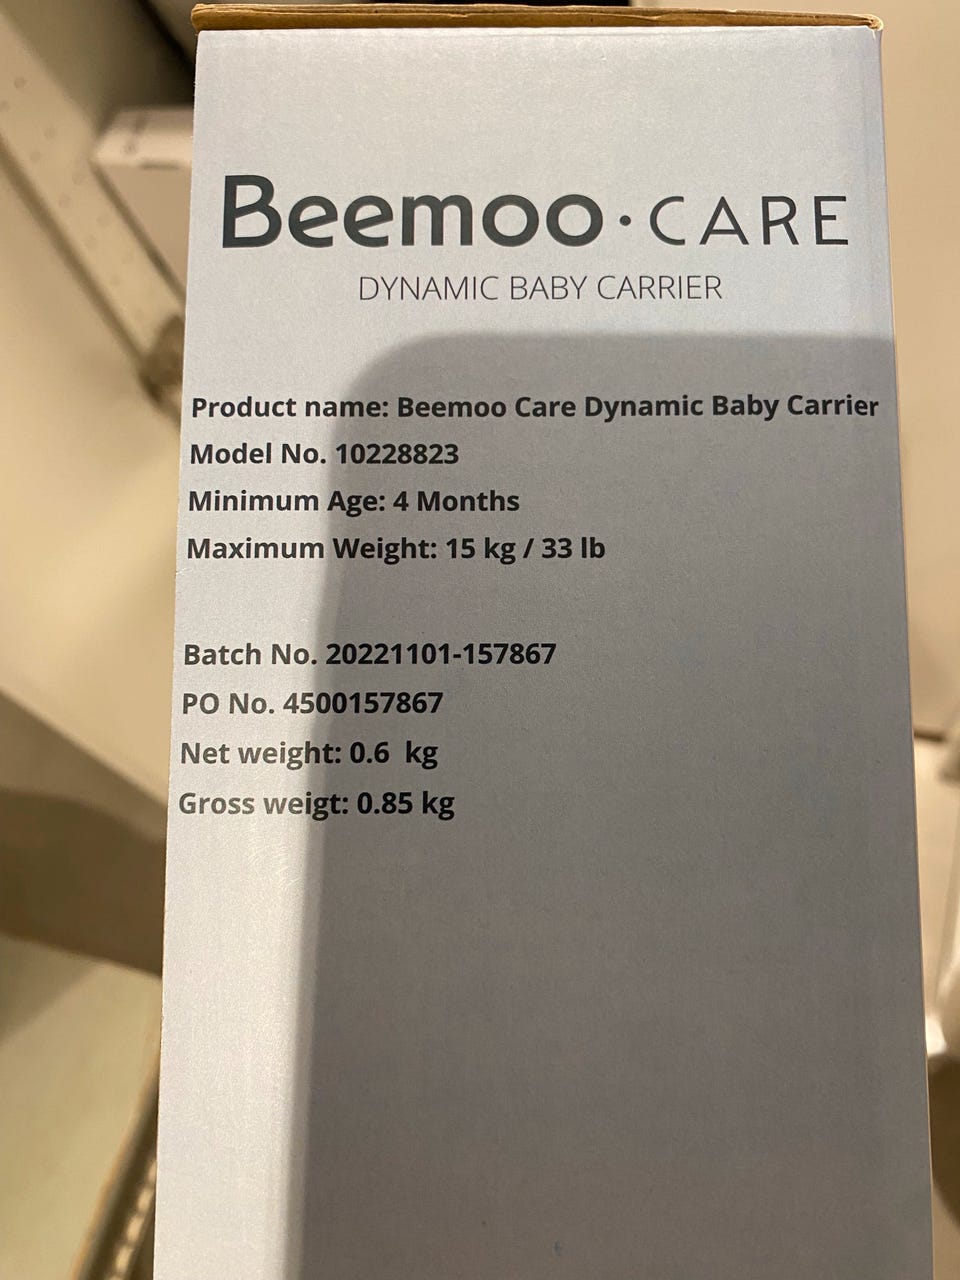 Beemoo·CARE
DYNAMIC BABY CARRIER
Product name: Beemoo Care Dynamic Baby Carrier
Model No. 10228823
Minimum Age: 4 Months
Maximum Weight: 15 kg / 33 lb
Batch No. 20221101-157867
PO No. 4500157867
Net weight: 0.6  kg
Gross weigt: 0.85 kg